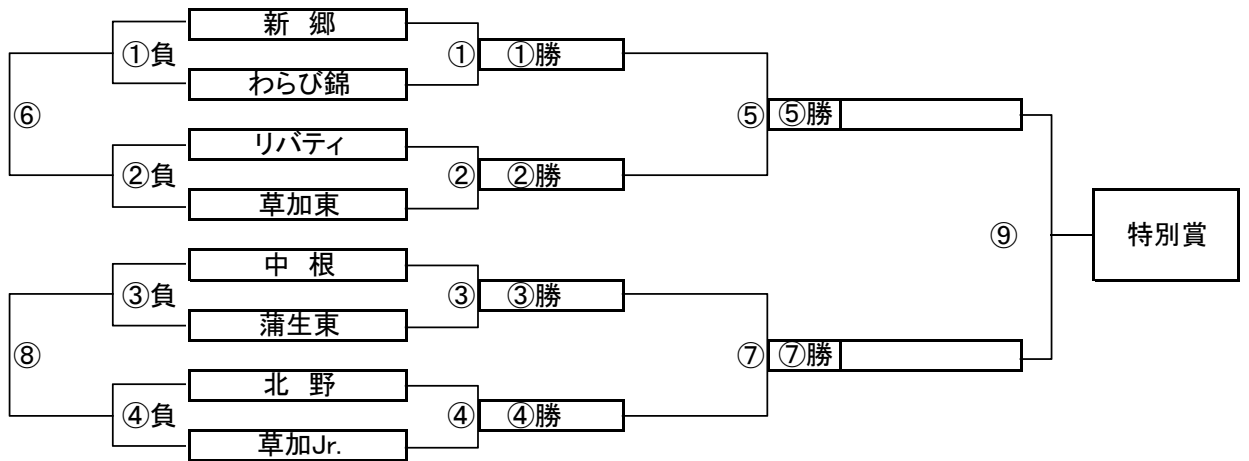 新 郷
①負 ① ①勝
わらび錦
⑥ ⑤ ⑤勝
リバティ
②負 ② ②勝
草加東
⑨ 特別賞
中 根
③負 ③ ③勝
蒲生東
⑧ ⑦ ⑦勝
北 野
④負 ④ ④勝
草加Jr.